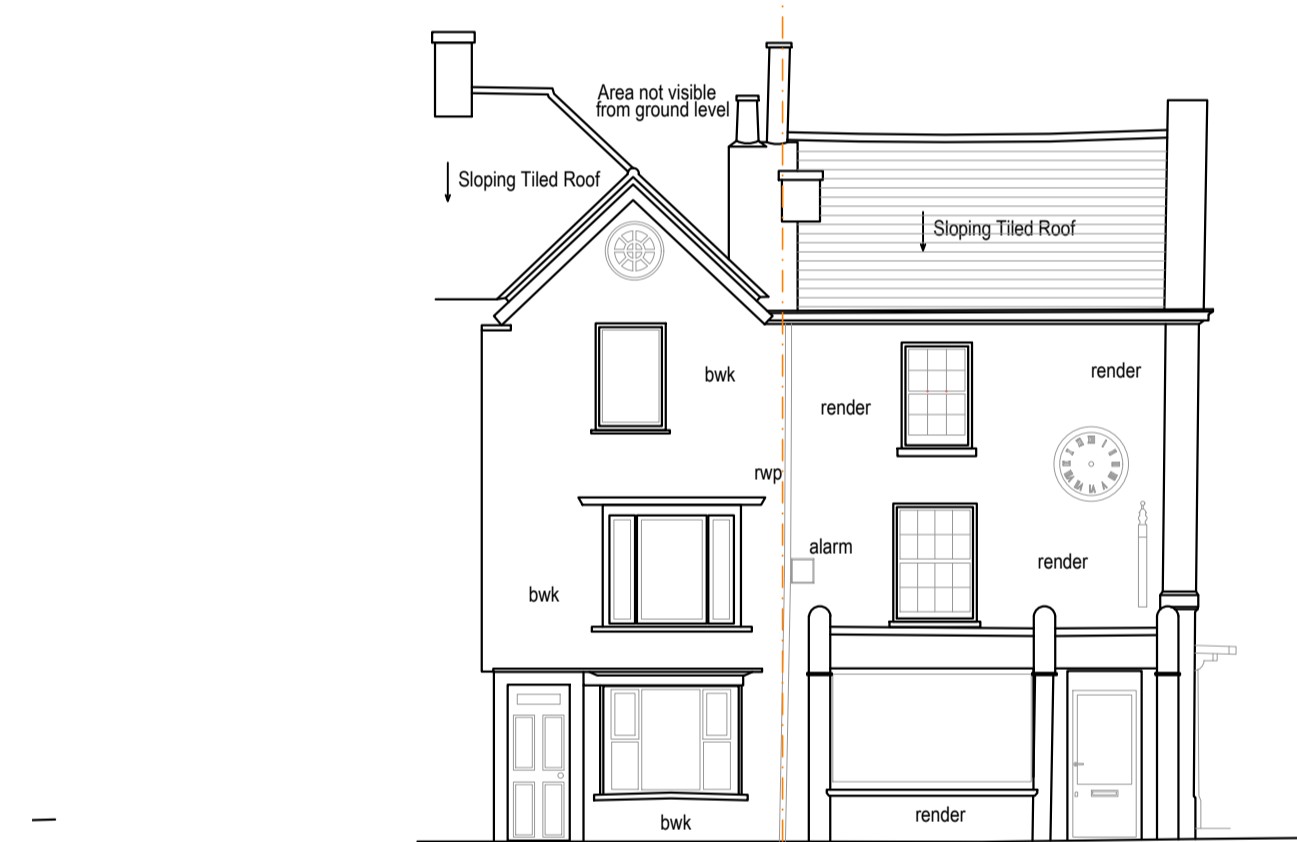 Area not visible
from ground level
Sloping Tiled Roof
Sloping Tiled Roof
bwk
render
render
rwp
alarm
render
bwk
render
bwk